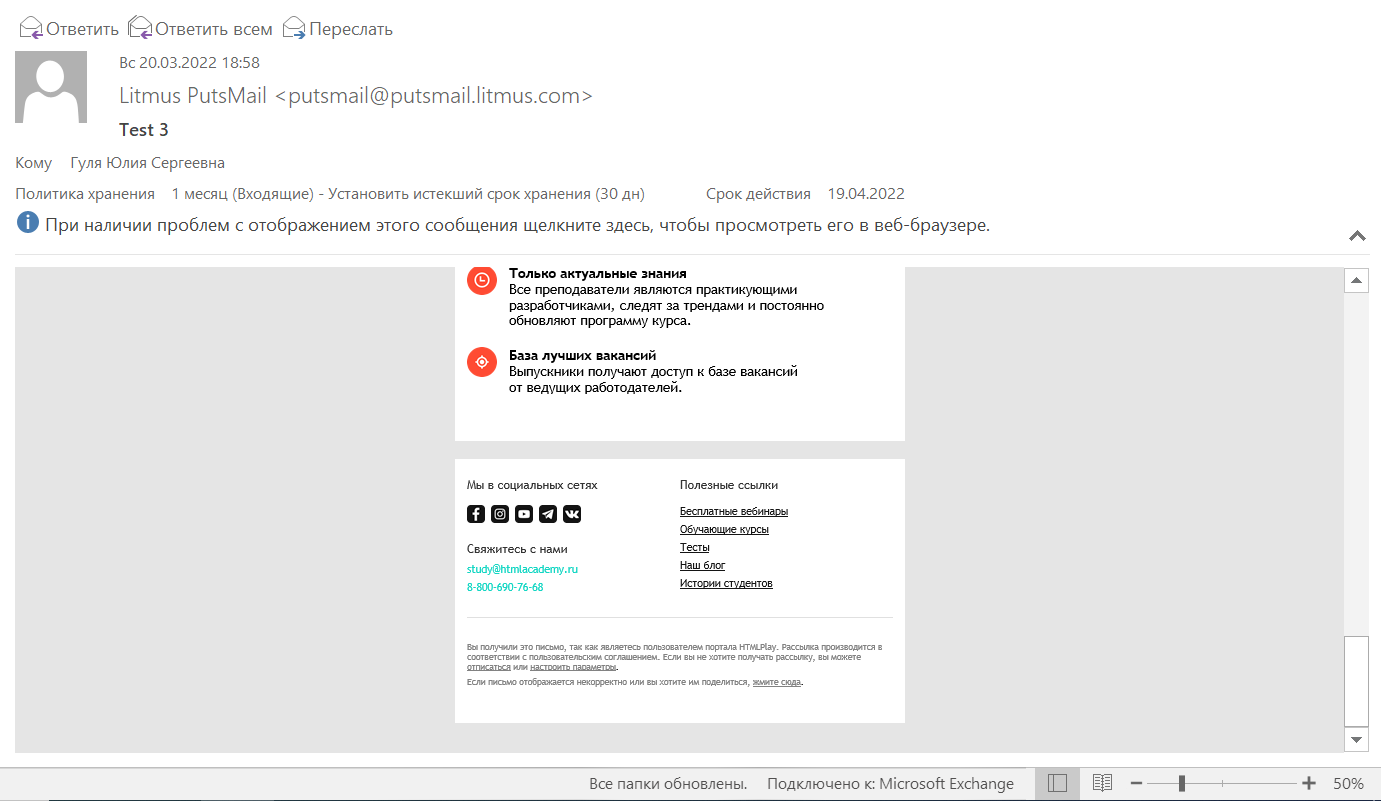 Ответить Ответить всем Переслать
Вс 20.03.2022 18:58
Litmus PutsMail <putsmail@putsmail.litmus.com>
Test 3
Кому Гуля Юлия Сергеевна
Политика хранения 1 месяц (Входящие) - Установить истекший срок хранения (30 дн) Срок действия 19.04.2022
При наличии проблем с отображением этого сообщения щелкните здесь, чтобы просмотреть его в веб-браузере.
Только актуальные знания
Все преподаватели являются практикующими
разработчиками, следят за трендами и постоянно
обновляют программу курса.
База лучших вакансий
Выпускники получают доступ к базе вакансий
от ведущих работодателей.
Мы в социальных сетях
Свяжитесь с нами
study@htmlacademy.ru
8-800-690-76-68
Полезные ссылки
Бесплатные вебинары
Обучающие курсы
Тесты
Наш блог
Истории студентов
Вы получили это письмо, так как являетесь пользователем портала HTMLPlay. Рассылка производится в
соответствии с пользовательским соглашением. Если вы не хотите получать рассылку, вы можете
отписаться или настроить параметры.
Если письмо отображается некорректно или вы хотите им поделиться, жмите сюда.
Все папки обновлены. Подключено к: Microsoft Exchange 50%